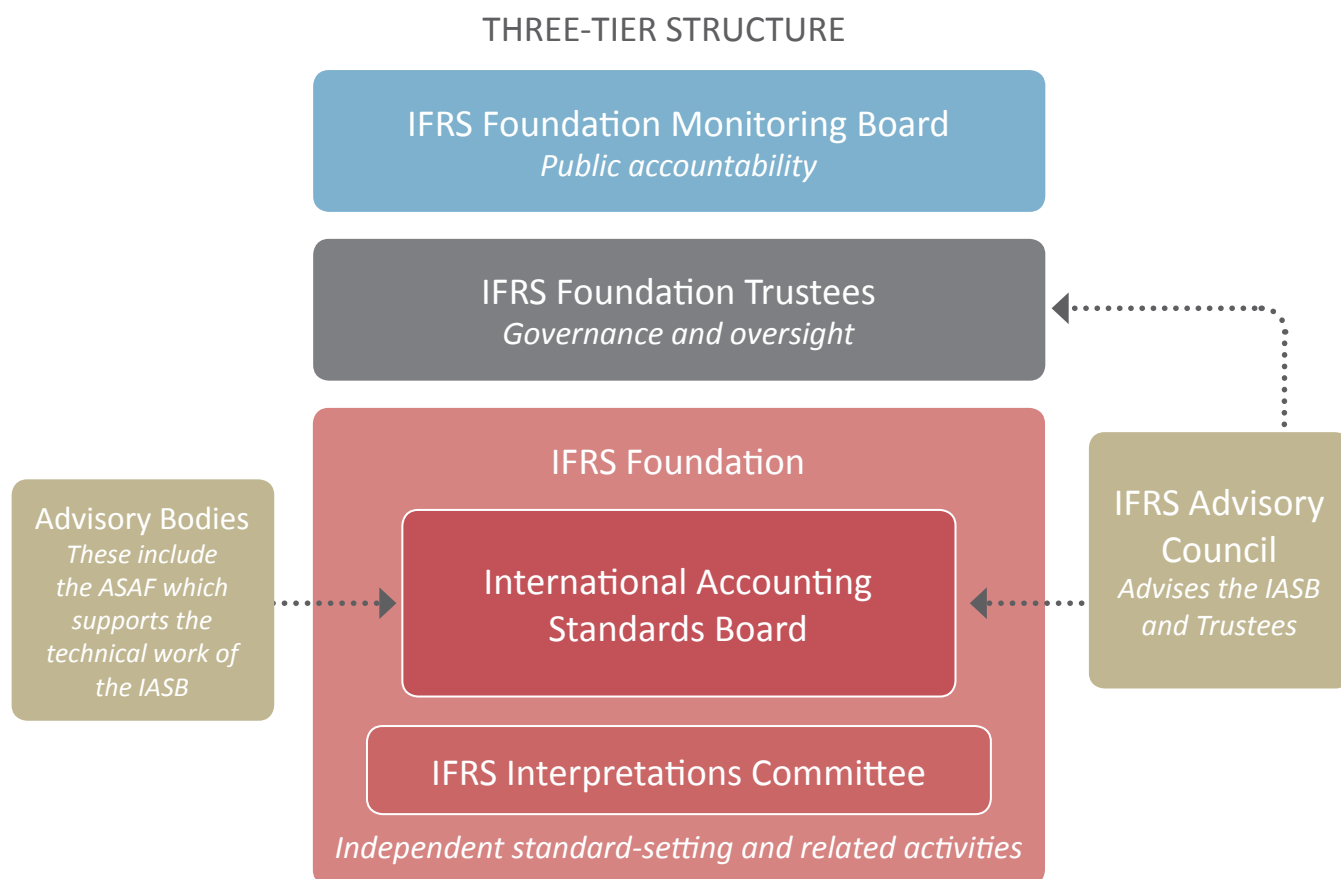 THREE-TIER STRUCTURE
IFRS Foundation Monitoring Board
Public accountability
IFRS Foundation Trustees
Governance and oversight
IFRS Foundation
Advisory Bodies
These include
the ASAF which
supports the
technical work of
the IASB
International Accounting
Standards Board
IFRS Advisory
Council
Advises the IASB
and Trustees
IFRS Interpretations Committee
Independent standard-setting and related activities